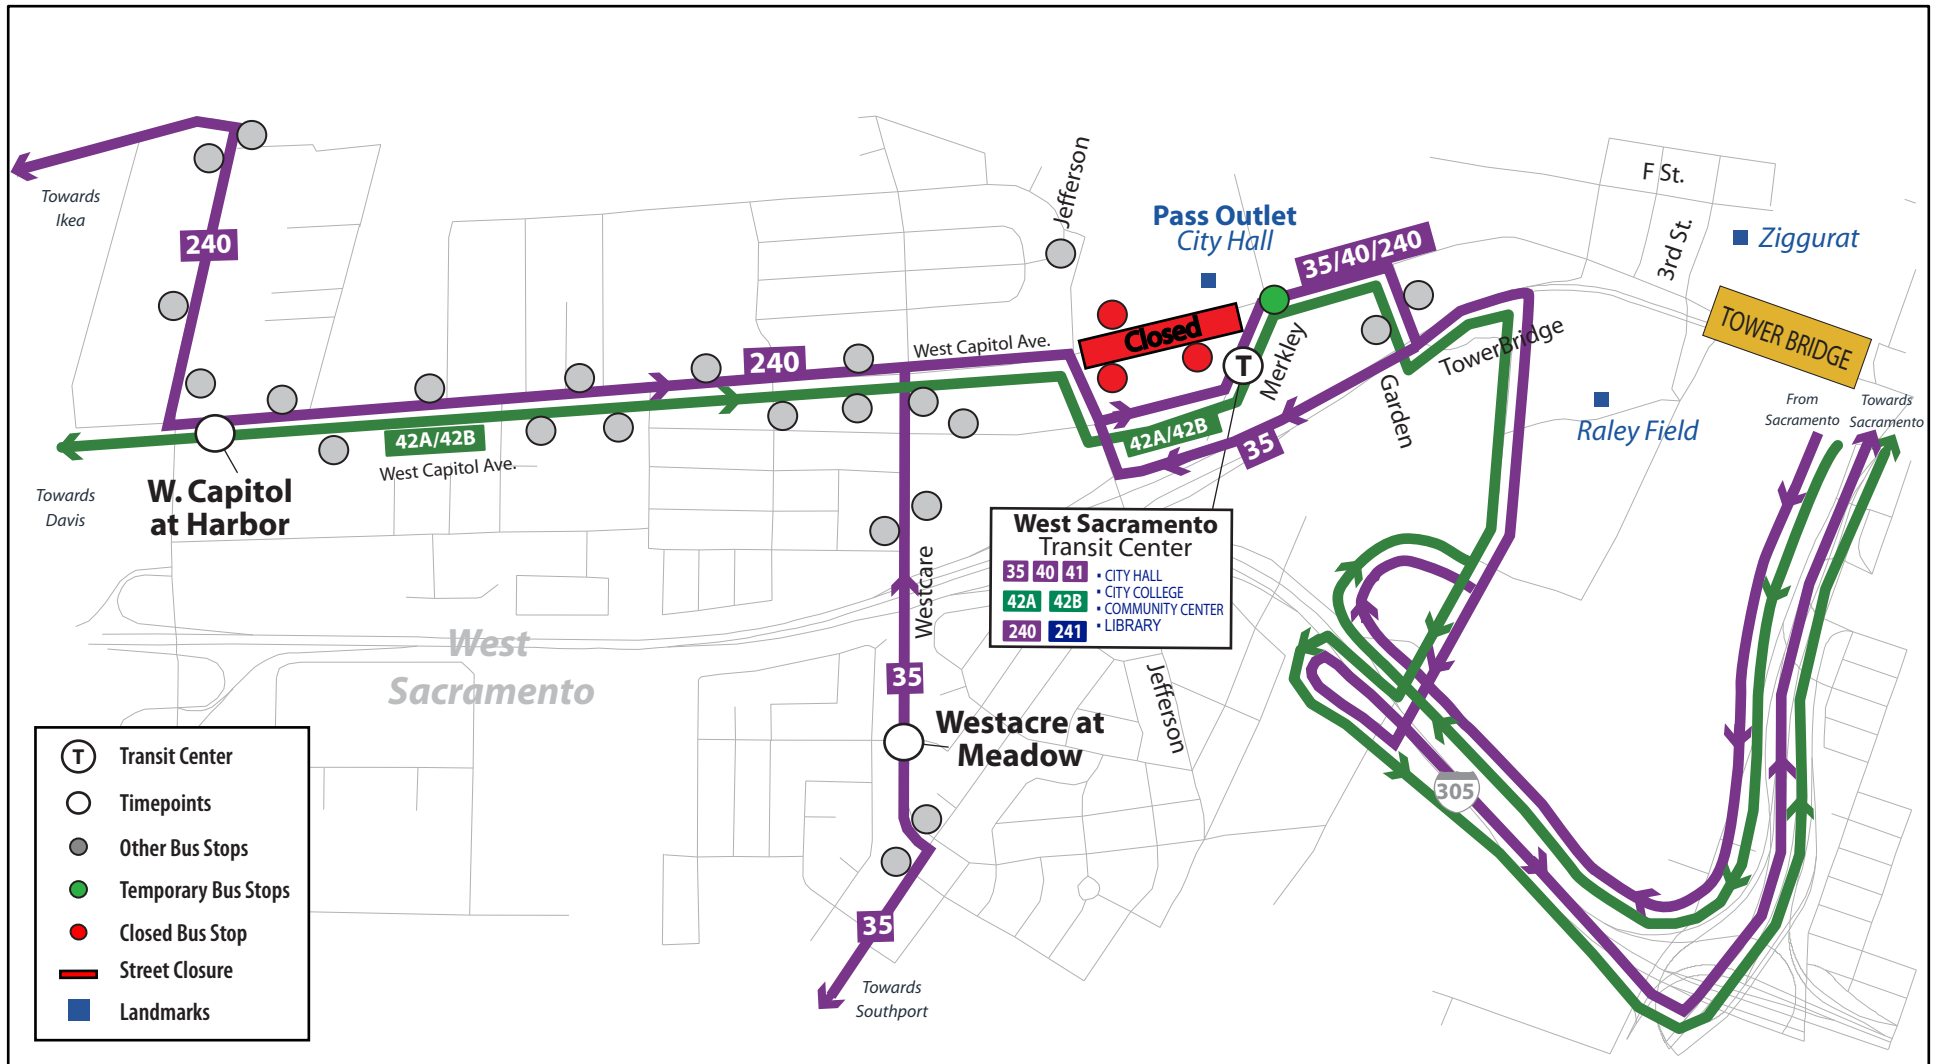 Towards
Ikea
240
Jefferson
Pass Outlet
City Hall
35/40/240
F St.
3rd St.
Ziggurat
TOWER BRIDGE
Closed
Merkley
T
TowerBridge
Garden
Raley Field
From
Sacramento
Towards
Sacramento
240
West Capitol Ave.
42A/42B
West Capitol Ave.
42A/42B
35
Towards
Davis
W. Capitol
at Harbor
West Sacramento
Transit Center
35 40 41
42A 42B
240 241
• CITY HALL
• CITY COLLEGE
• COMMUNITY CENTER
• LIBRARY
Westcare
West
Sacramento
35
Jefferson
Westacre at
Meadow
305
35
Towards
Southport
T Transit Center
Timepoints
Other Bus Stops
Temporary Bus Stops
Closed Bus Stop
Street Closure
Landmarks